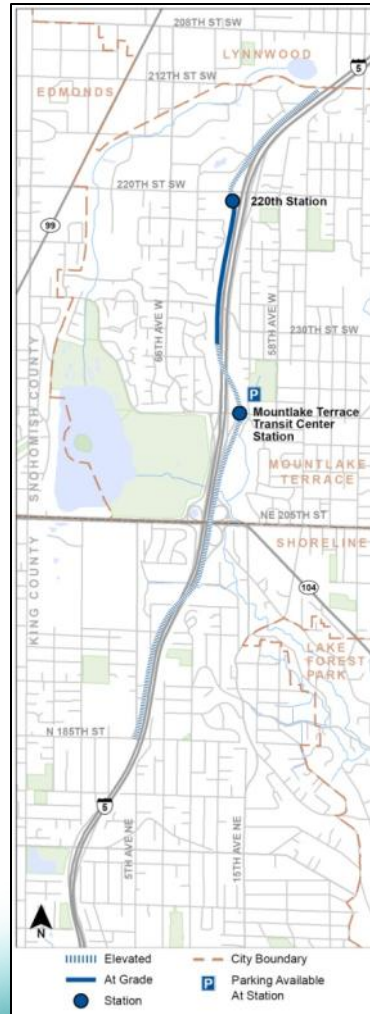 208TH ST SW
LYNNWOOD
5
212TH ST SW
EDMONDS
220TH ST SW
220th Station
99
66TH AVE W
58TH AVE W
230TH ST SW
P
Mountlake Terrace
Transit Center
Station
SNOHOMISH COUNTY
MOUNTLAKE
TERRACE
NE 205TH ST
SHORELINE
KING COUNTY
104
LAKE
FOREST
PARK
N 185TH ST
5
5TH AVE NE
15TH AVE NE
N
Elevated
City Boundary
At Grade
P
Parking Available
At Station
Station